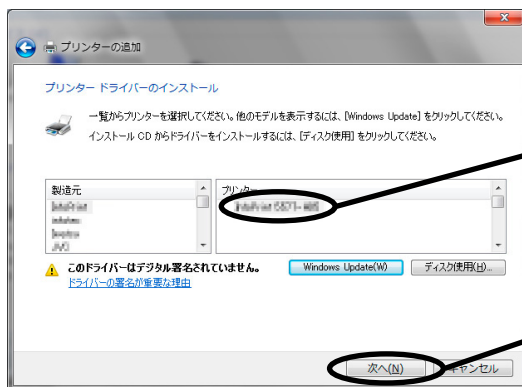 プリンターの追加
プリンター ドライバーのインストール
一覧からプリンターを選択してください。他のモデルを表示するには、[Windows Update] をクリックしてください。
インストール CD からドライバーをインストールするには、[ディスク使用] をクリックしてください。
製造元
プリンター
このドライバーはデジタル署名されていません。
Windows Update(W)
ディスク使用(H)...
ドライバーの署名が重要な理由
次へ(N)
キャンセル